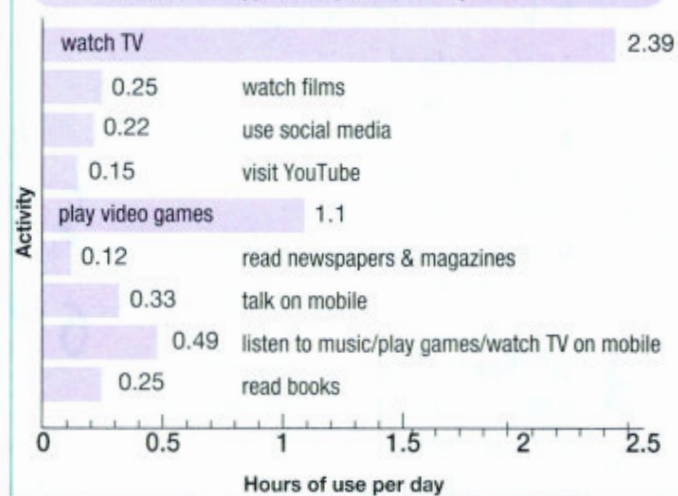 watch TV 2.39
0.25 watch films
0.22 use social media
0.15 visit YouTube
play video games 1.1
0.12 read newspapers & magazines
0.33 talk on mobile
0.49 listen to music/play games/watch TV on mobile
0.25 read books
Activity
0 0.5 1 1.5 2 2.5
Hours of use per day